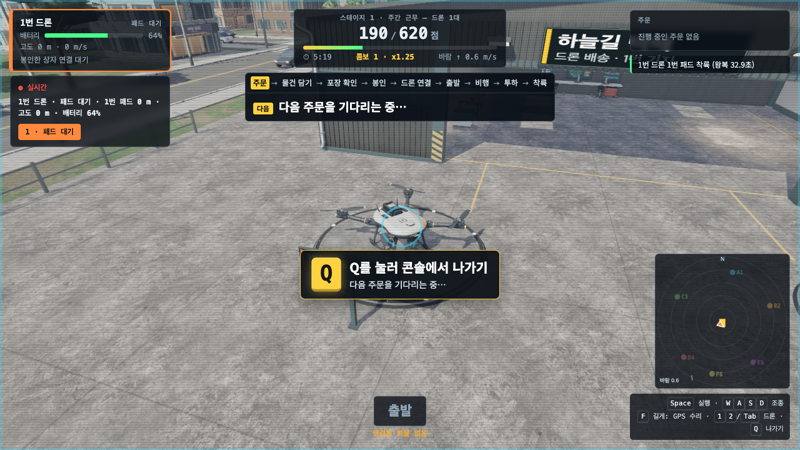 1번 드론
패드 대기
배터리
64%
고도 0 m · 0 m/s
봉인한 상자 연결 대기
실시간
1번 드론 · 패드 대기 · 1번 패드 0 m ·
고도 0 m · 배터리 64%
1 · 패드 대기
스테이지 1 · 주간 근무 — 드론 1대
190 / 620점
5:19
콤보 1 · x1.25
바람 ↑ 0.6 m/s
주문 → 물건 담기 → 포장 확인 → 봉인 → 드론 연결 → 출발 → 비행 → 투하 → 착륙
다음
다음 주문을 기다리는 중…
하늘길
드론 배송 · 1
주문
진행 중인 주문 없음
1번 드론 1번 패드 착륙 (왕복 32.9초)
Q
Q를 눌러 콘솔에서 나가기
다음 주문을 기다리는 중…
N
B2
바람 0.6
출발
Space 실행 · W A S D 조종
F 길게: GPS 수리 · 1 2 / Tab 드론 ·
Q 나가기